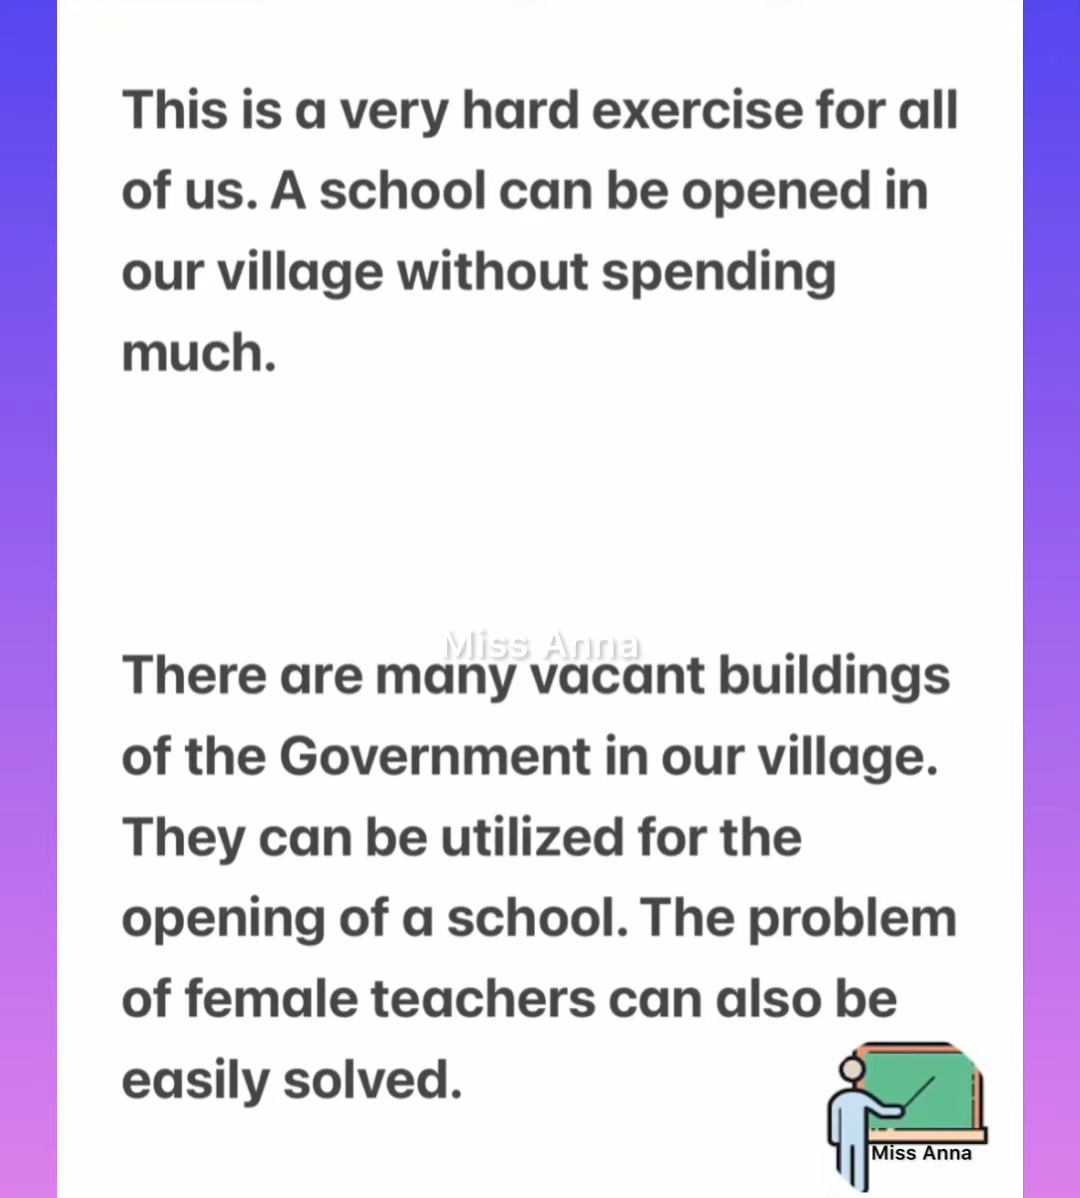 This is a very hard exercise for all
of us. A school can be opened in
our village without spending
much.
Miss Anna
There are many vacant buildings
of the Government in our village.
They can be utilized for the
opening of a school. The problem
of female teachers can also be
easily solved.
Miss Anna